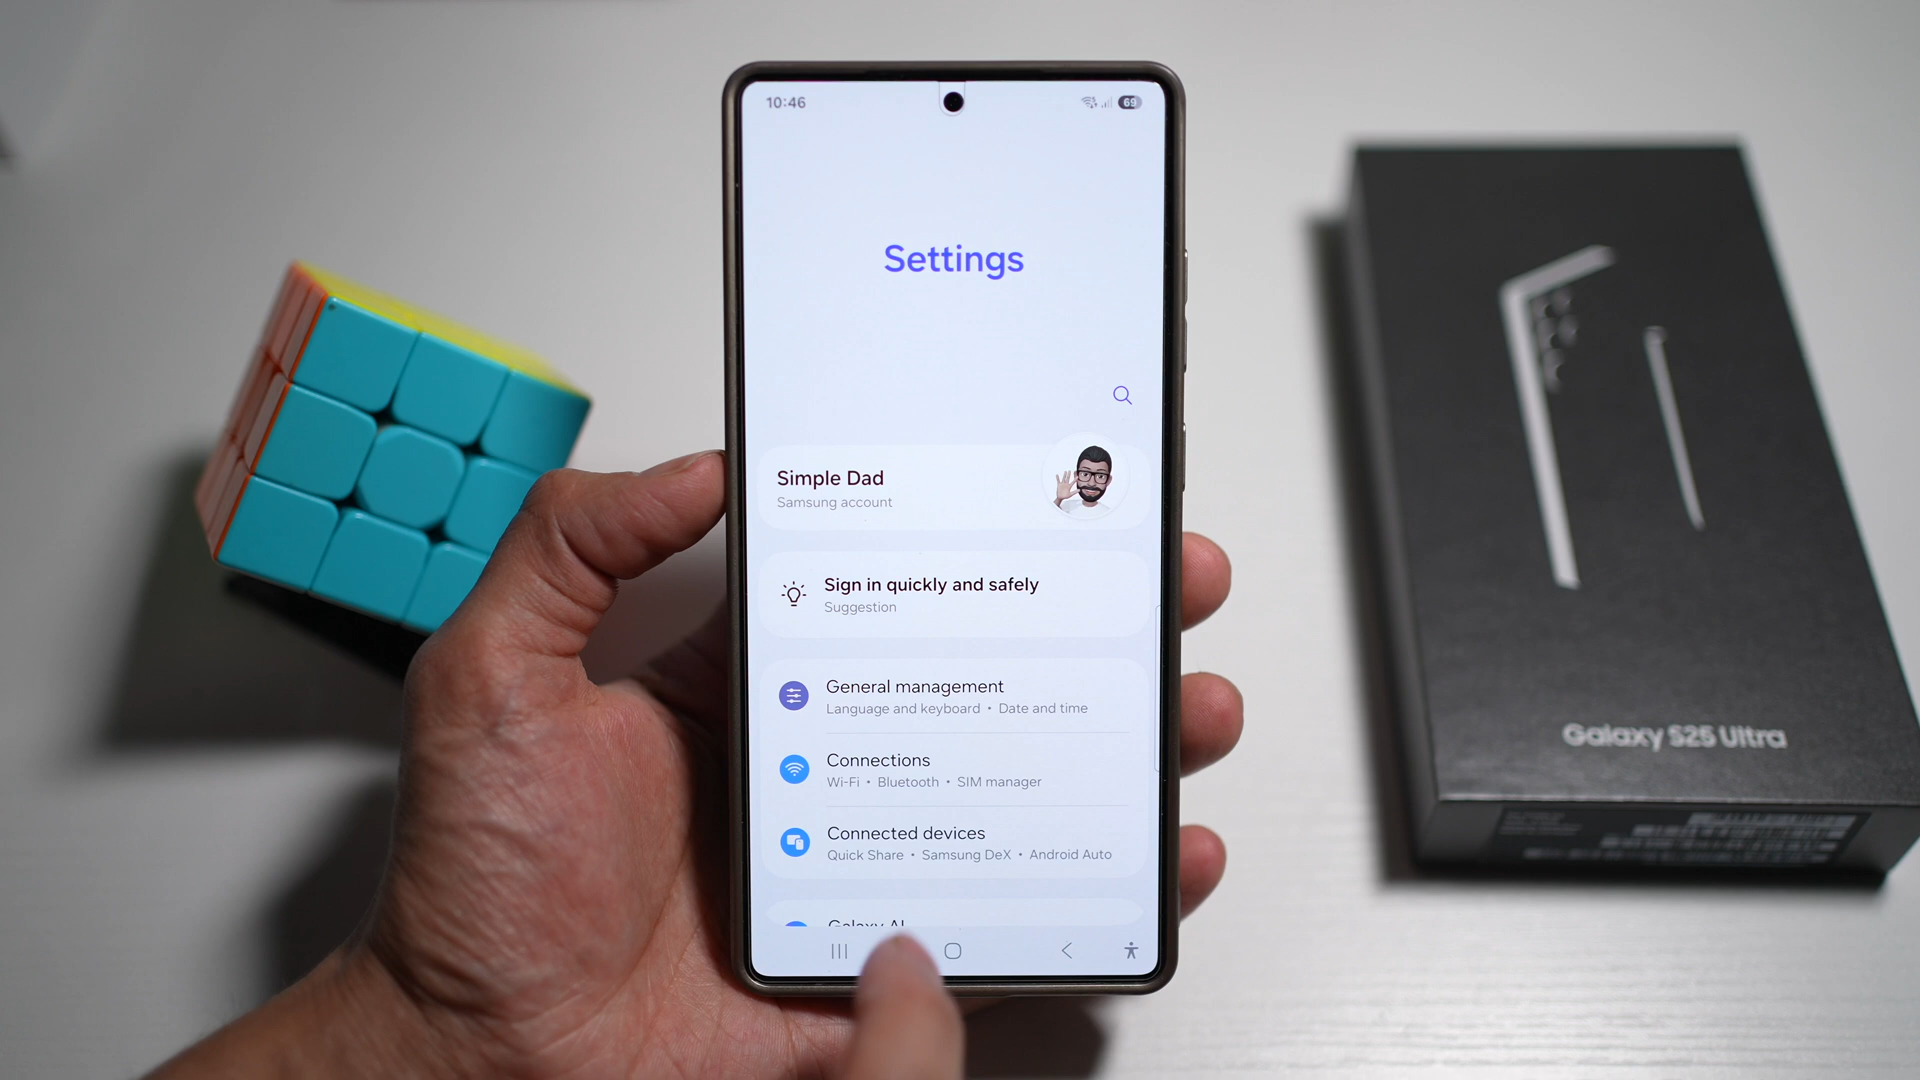 10:46
69
Settings
Simple Dad
Samsung account
Sign in quickly and safely
Suggestion
General management
Language and keyboard • Date and time
Connections
Wi-Fi • Bluetooth • SIM manager
Connected devices
Quick Share • Samsung DeX • Android Auto
Galaxy AI
Galaxy S25 Ultra